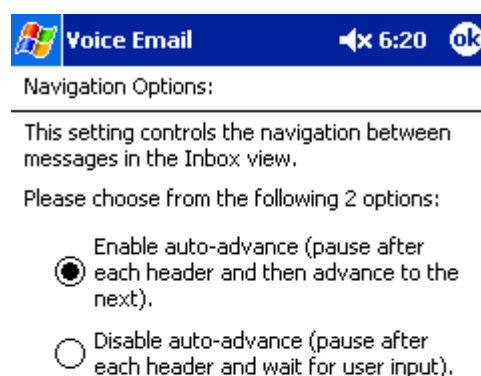 Voice Email 6:20 ok
Navigation Options:
This setting controls the navigation between
messages in the Inbox view.
Please choose from the following 2 options:
Enable auto-advance (pause after
each header and then advance to the
next).
Disable auto-advance (pause after
each header and wait for user input).